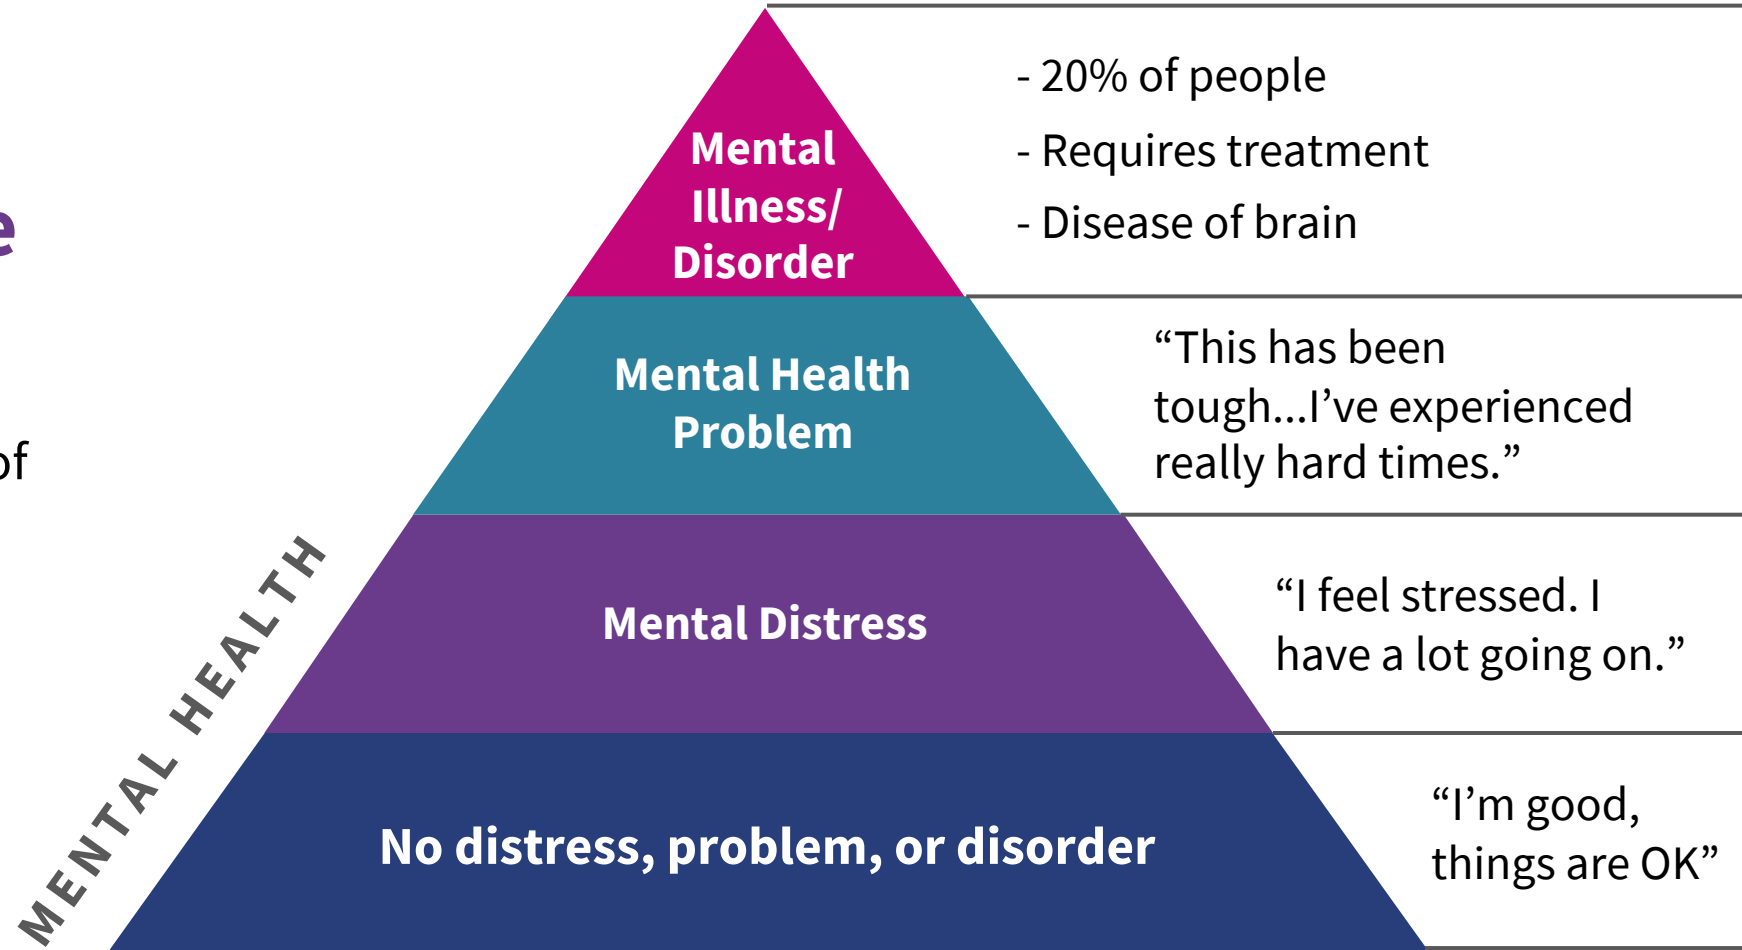 - 20% of people
- Requires treatment
- Disease of brain
Mental
Illness/
Disorder
e
“This has been
tough...I’ve experienced
really hard times.”
Mental Health
Problem
of
“I feel stressed. I
have a lot going on.”
Mental Distress
MENTAL HEALTH
“I’m good,
things are OK”
No distress, problem, or disorder